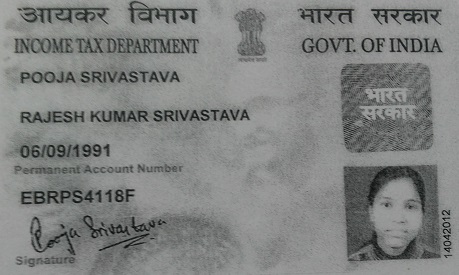 आयकर विभाग
भारत सरकार
INCOME TAX DEPARTMENT
GOVT. OF INDIA
POOJA SRIVASTAVA
RAJESH KUMAR SRIVASTAVA
06/09/1991
Permanent Account Number
EBRPS4118F
Pooja Srivastava
Signature
भारत
सरकार
14042012